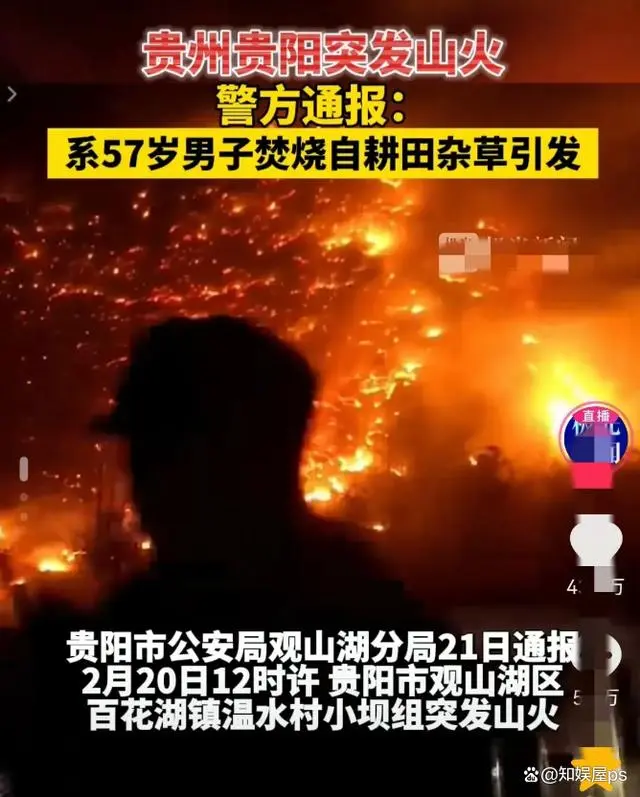 贵州贵阳突发山火
警方通报：
系57岁男子焚烧自耕田杂草引发
直播
贵阳市公安局观山湖分局21日通报
2月20日12时许 贵阳市观山湖区
百花湖镇温水村小坝组突发山火
@知娱屋ps